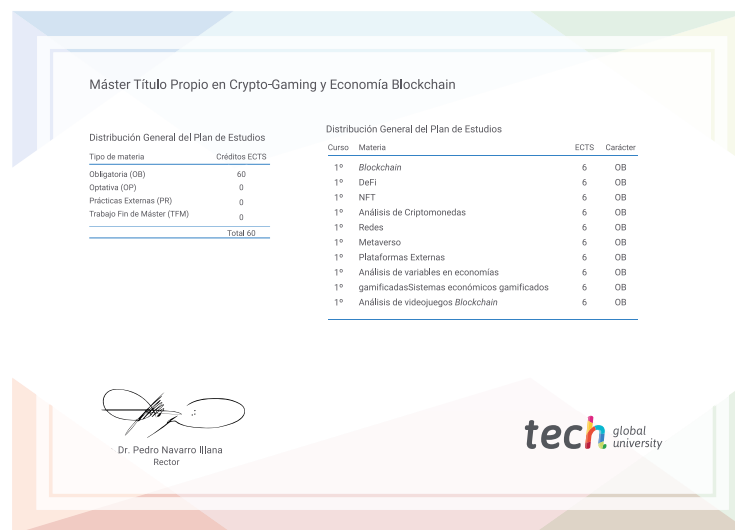 Máster Título Propio en Crypto-Gaming y Economía Blockchain
Distribución General del Plan de Estudios
Tipo de materia Créditos ECTS
Obligatoria (OB) 60
Optativa (OP) 0
Prácticas Externas (PR) 0
Trabajo Fin de Máster (TFM) 0
Total 60
Distribución General del Plan de Estudios
Curso Materia ECTS Carácter
1º Blockchain 6 OB
1º DeFi 6 OB
1º NFT 6 OB
1º Análisis de Criptomonedas 6 OB
1º Redes 6 OB
1º Metaverso 6 OB
1º Plataformas Externas 6 OB
1º Análisis de variables en economías 6 OB
1º gamificadasSistemas económicos gamificados 6 OB
1º Análisis de videojuegos Blockchain 6 OB
Dr. Pedro Navarro Illana
Rector
tech global
university